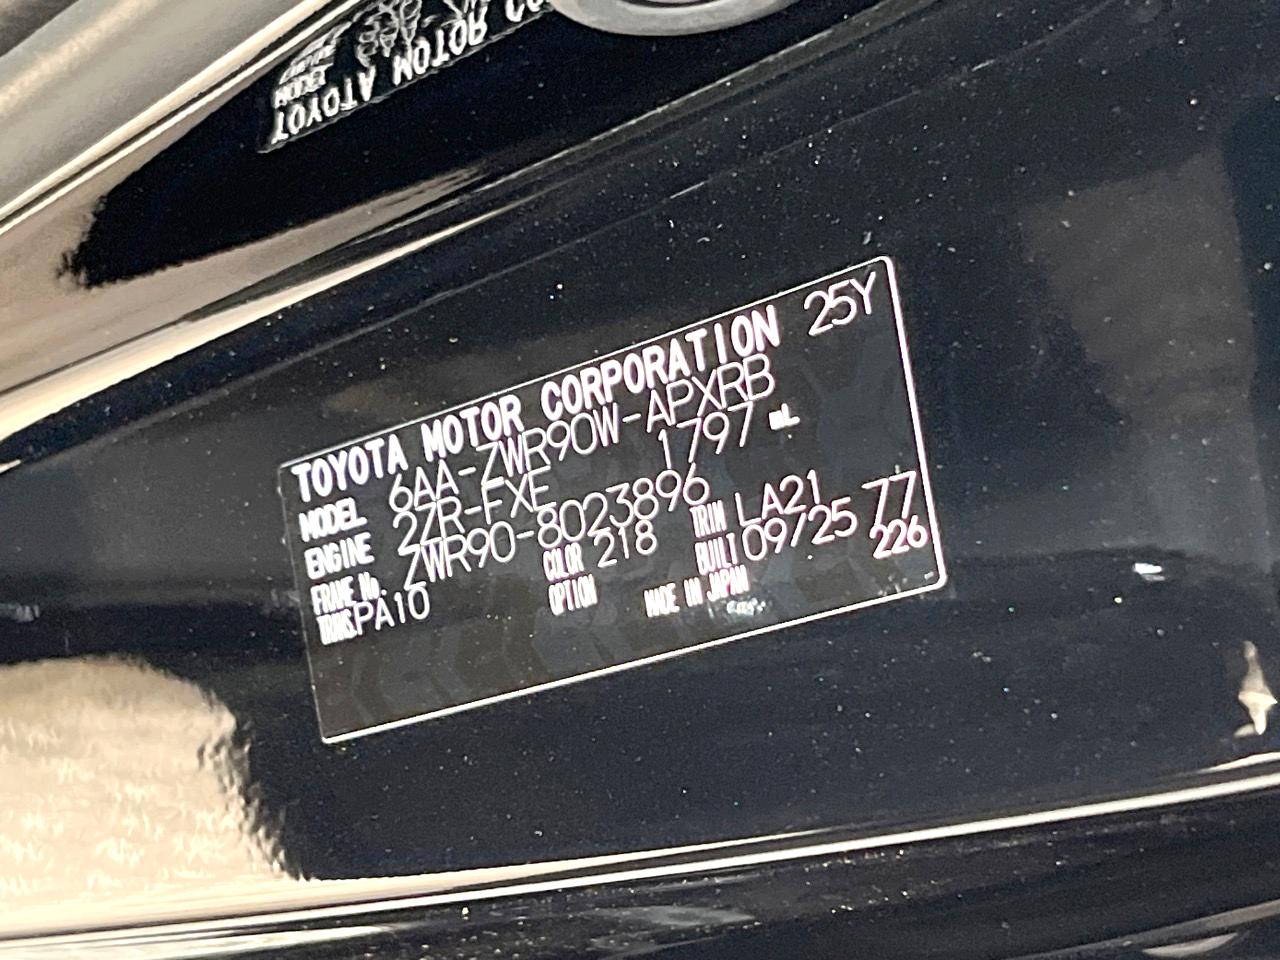 TOYOTA MOTOR CORPORATION 25Y
MODEL 6AA-ZWR90W-APXRB
ENGINE 2ZR-FXE 1797 mL
FRAME No. ZWR90-8023896
COLOR 218 TRIM LA21 77
TRANS. PA10 OPTION BUILT 09/25 226
MADE IN JAPAN
TOYOTA MOTOR CO
MODEL